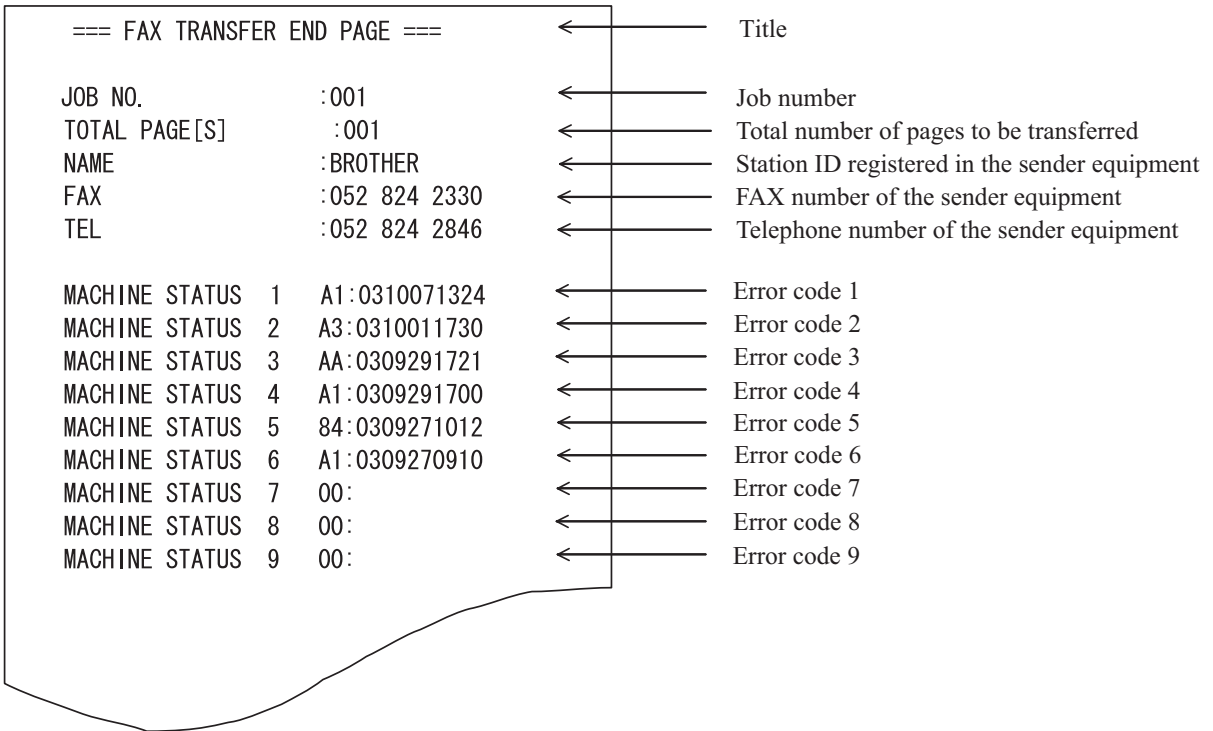 === FAX TRANSFER END PAGE === Title
JOB NO. :001 Job number
TOTAL PAGE[S] :001 Total number of pages to be transferred
NAME :BROTHER Station ID registered in the sender equipment
FAX :052 824 2330 FAX number of the sender equipment
TEL :052 824 2846 Telephone number of the sender equipment
MACHINE STATUS 1 A1:0310071324 Error code 1
MACHINE STATUS 2 A3:0310011730 Error code 2
MACHINE STATUS 3 AA:0309291721 Error code 3
MACHINE STATUS 4 A1:0309291700 Error code 4
MACHINE STATUS 5 84:0309271012 Error code 5
MACHINE STATUS 6 A1:0309270910 Error code 6
MACHINE STATUS 7 00: Error code 7
MACHINE STATUS 8 00: Error code 8
MACHINE STATUS 9 00: Error code 9